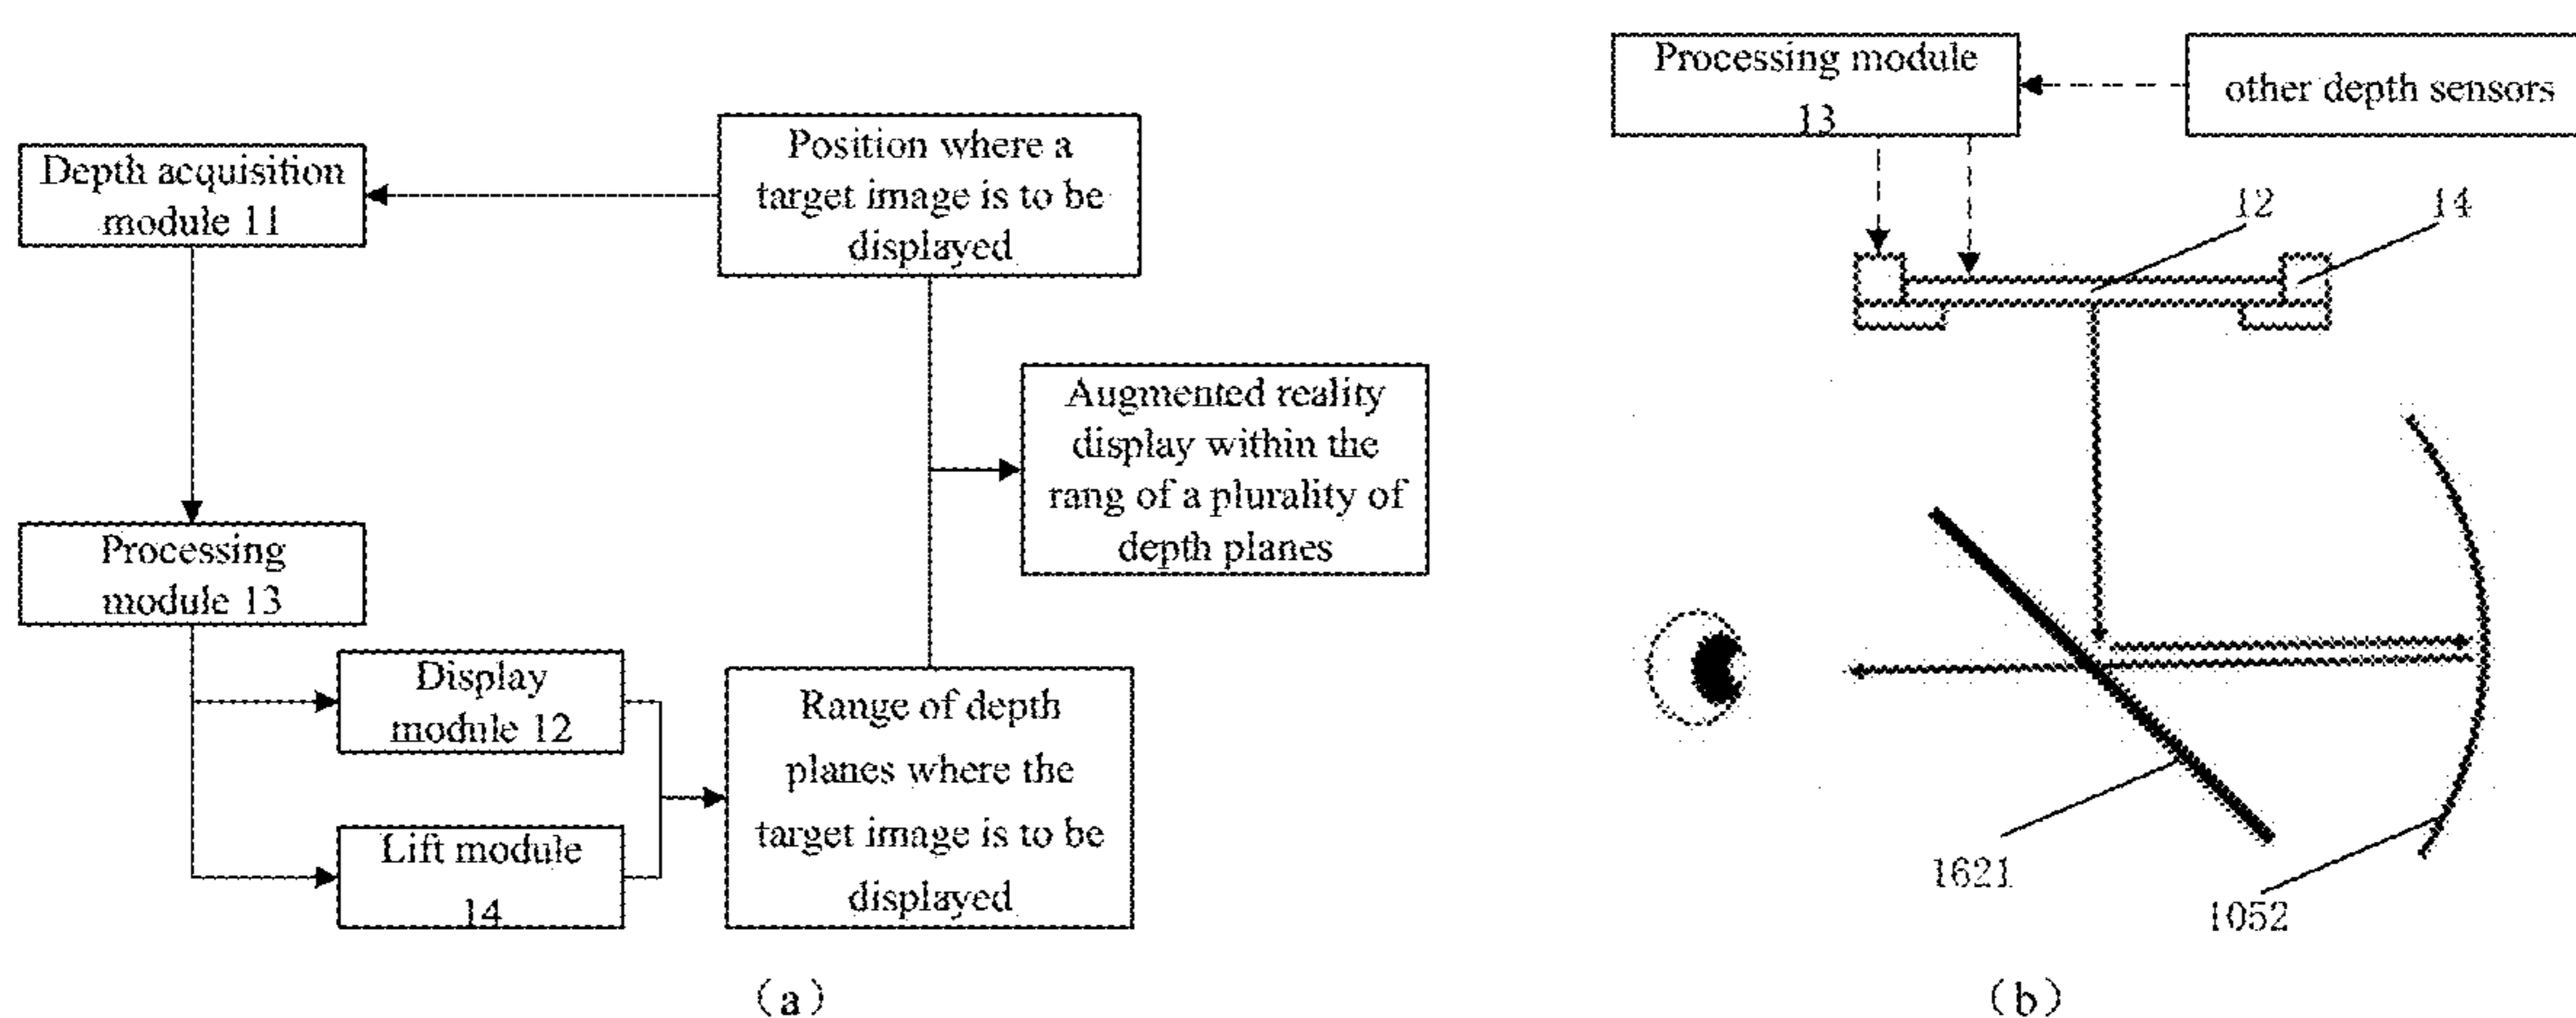 Depth acquisition
module 11
Position where a
target image is to be
displayed
Augmented reality
display within the
rang of a plurality of
depth planes
Processing
module 13
Display
module 12
Lift module
14
Range of depth
planes where the
target image is to be
displayed
(a)
Processing module
13
other depth sensors
12
14
1621
1052
(b)